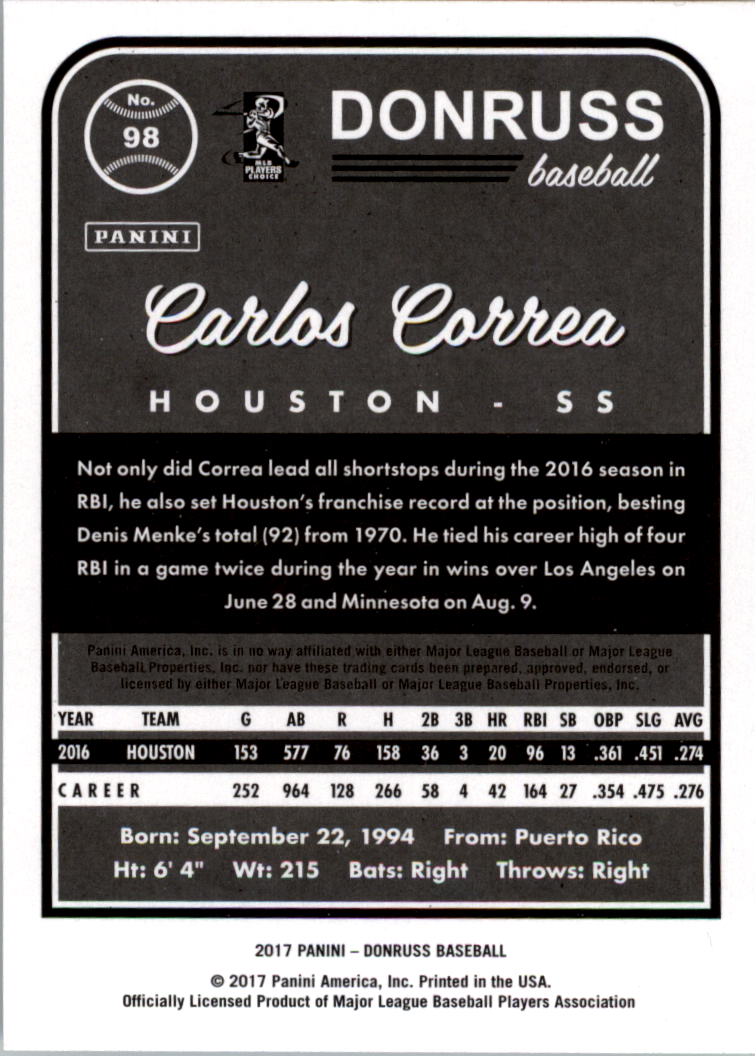 No.
98
MLB
PLAYERS
CHOICE
DONRUSS
baseball
PANINI
Carlos Correa
HOUSTON - SS
Not only did Correa lead all shortstops during the 2016 season in
RBI, he also set Houston's franchise record at the position, besting
Denis Menke's total (92) from 1970. He tied his career high of four
RBI in a game twice during the year in wins over Los Angeles on
June 28 and Minnesota on Aug. 9.
Panini America, Inc. is in no way affiliated with either Major League Baseball or Major League
Baseball Properties, Inc. nor have these trading cards been prepared, approved, endorsed, or
licensed by either Major League Baseball or Major League Baseball Properties, Inc.
YEAR TEAM G AB R H 2B 3B HR RBI SB OBP SLG AVG
2016 HOUSTON 153 577 76 158 36 3 20 96 13 .361 .451 .274
CAREER 252 964 128 266 58 4 42 164 27 .354 .475 .276
Born: September 22, 1994 From: Puerto Rico
Ht: 6' 4" Wt: 215 Bats: Right Throws: Right
2017 PANINI – DONRUSS BASEBALL
© 2017 Panini America, Inc. Printed in the USA.
Officially Licensed Product of Major League Baseball Players Association